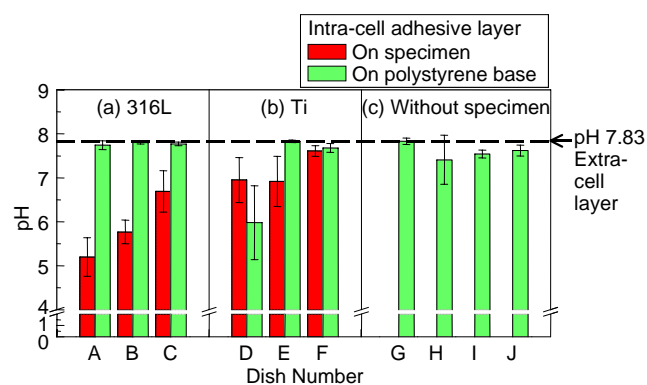 Intra-cell adhesive layer
On specimen
On polystyrene base
9
(a) 316L
(b) Ti
(c) Without specimen
8
pH 7.83
Extra-
cell
layer
7
pH
6
5
4
1
0
A B C D E F G H I J
Dish Number